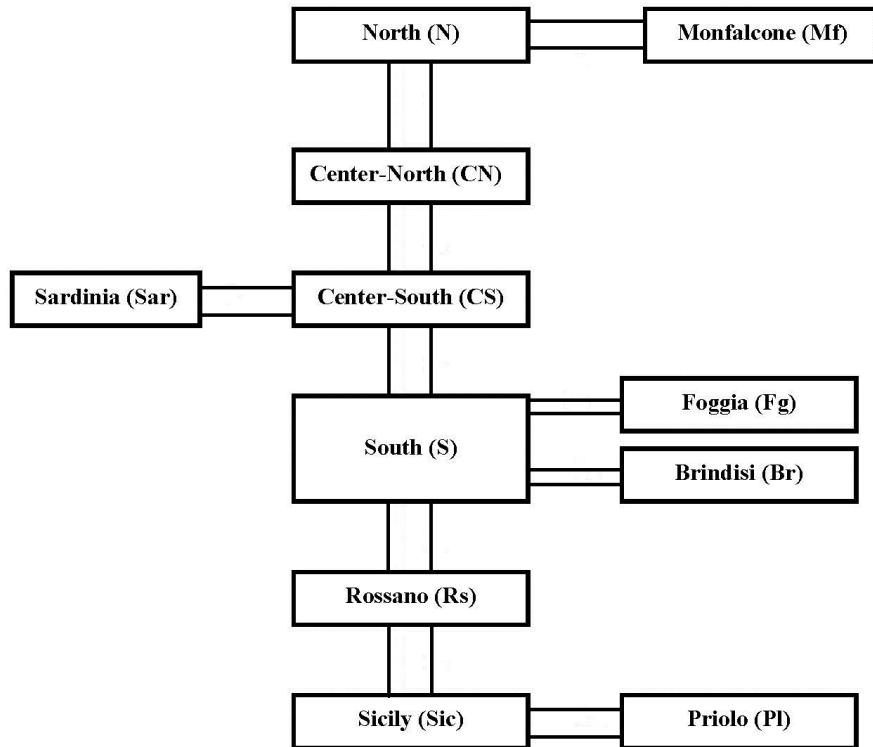 North (N)
Monfalcone (Mf)
Center-North (CN)
Sardinia (Sar)
Center-South (CS)
Foggia (Fg)
South (S)
Brindisi (Br)
Rossano (Rs)
Sicily (Sic)
Priolo (Pl)